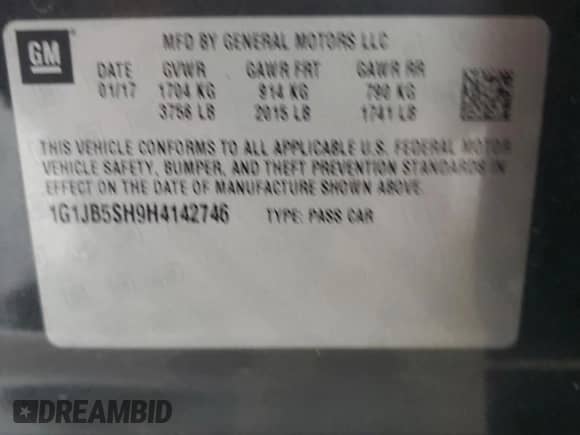 GM
MFD BY GENERAL MOTORS LLC
DATE GVWR GAWR FRT GAWR RR
01/17 1704 KG 914 KG 790 KG
3756 LB 2015 LB 1741 LB
THIS VEHICLE CONFORMS TO ALL APPLICABLE U.S. FEDERAL MOTOR
VEHICLE SAFETY, BUMPER, AND THEFT PREVENTION STANDARDS IN
EFFECT ON THE DATE OF MANUFACTURE SHOWN ABOVE.
1G1JB5SH9H4142746 TYPE: PASS CAR
DREAMBID